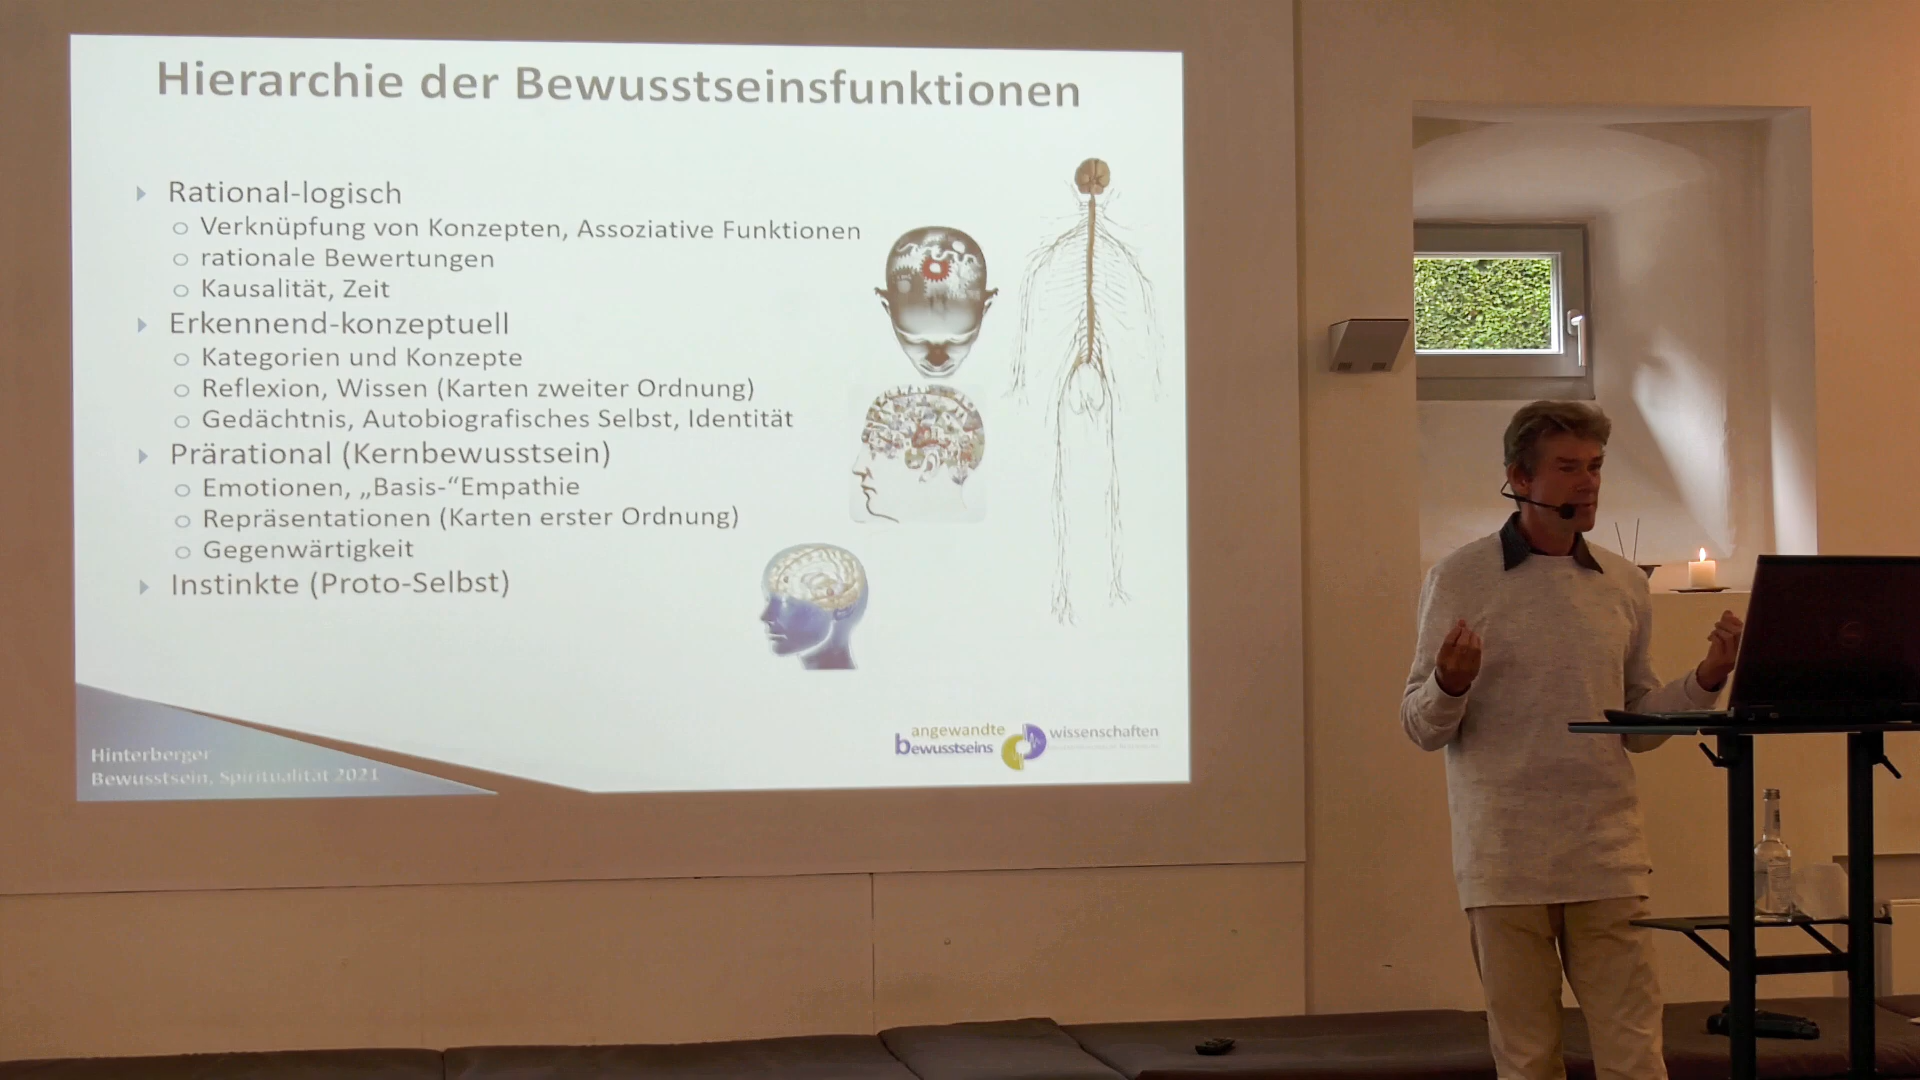 Hierarchie der Bewusstseinsfunktionen
Rational-logisch
Verknüpfung von Konzepten, Assoziative Funktionen
rationale Bewertungen
Kausalität, Zeit
Erkennend-konzeptuell
Kategorien und Konzepte
Reflexion, Wissen (Karten zweiter Ordnung)
Gedächtnis, Autobiografisches Selbst, Identität
Prärational (Kernbewusstsein)
Emotionen, „Basis-“Empathie
Repräsentationen (Karten erster Ordnung)
Gegenwärtigkeit
Instinkte (Proto-Selbst)
Hinterberger
Bewusstsein, Spiritualität 2021
angewandte
bewusstseins
wissenschaften